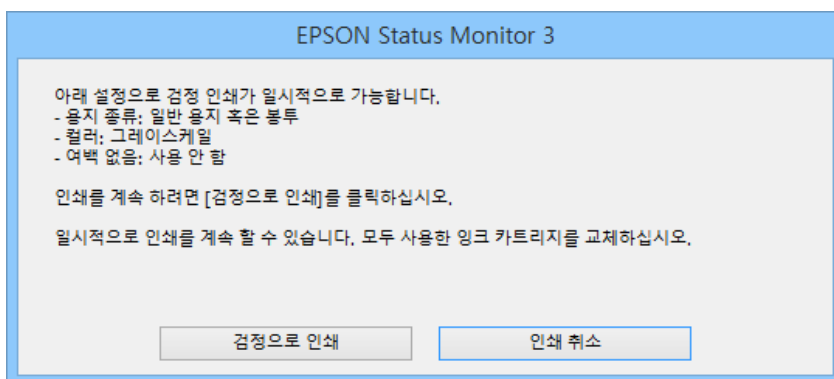 EPSON Status Monitor 3
아래 설정으로 검정 인쇄가 일시적으로 가능합니다.
- 용지 종류: 일반 용지 혹은 봉투
- 컬러: 그레이스케일
- 여백 없음: 사용 안 함
인쇄를 계속 하려면 [검정으로 인쇄]를 클릭하십시오.
일시적으로 인쇄를 계속 할 수 있습니다. 모두 사용한 잉크 카트리지를 교체하십시오.
검정으로 인쇄
인쇄 취소